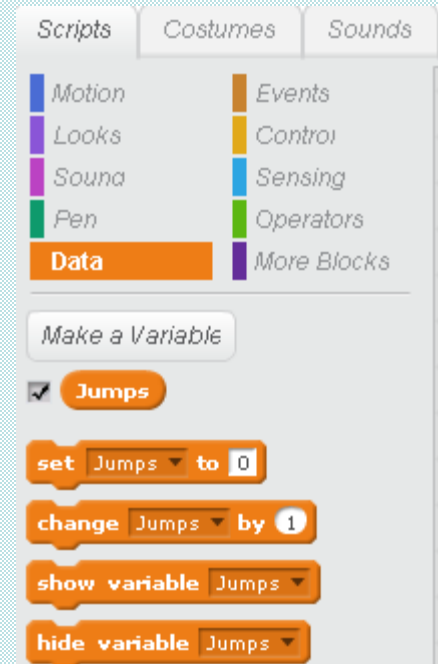 Scripts Costumes Sounds
Motion Events
Looks Control
Sound Sensing
Pen Operators
Data More Blocks
Make a Variable
Jumps
set Jumps to 0
change Jumps by 1
show variable Jumps
hide variable Jumps